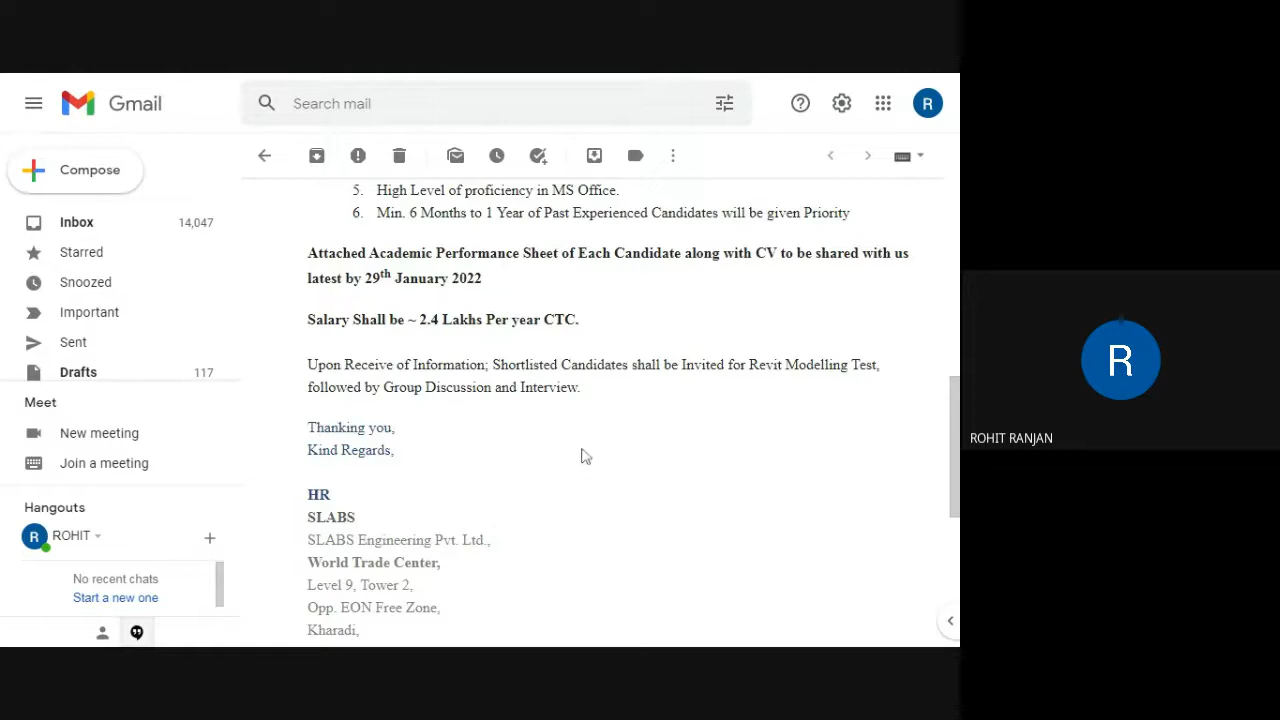 Gmail
Search mail
R
Compose
Inbox 14,047
Starred
Snoozed
Important
Sent
Drafts 117
Meet
New meeting
Join a meeting
Hangouts
R ROHIT
No recent chats
Start a new one
5. High Level of proficiency in MS Office.
6. Min. 6 Months to 1 Year of Past Experienced Candidates will be given Priority
Attached Academic Performance Sheet of Each Candidate along with CV to be shared with us
latest by 29th January 2022
Salary Shall be ~ 2.4 Lakhs Per year CTC.
Upon Receive of Information; Shortlisted Candidates shall be Invited for Revit Modelling Test,
followed by Group Discussion and Interview.
Thanking you,
Kind Regards,
HR
SLABS
SLABS Engineering Pvt. Ltd.,
World Trade Center,
Level 9, Tower 2,
Opp. EON Free Zone,
Kharadi,
R
ROHIT RANJAN